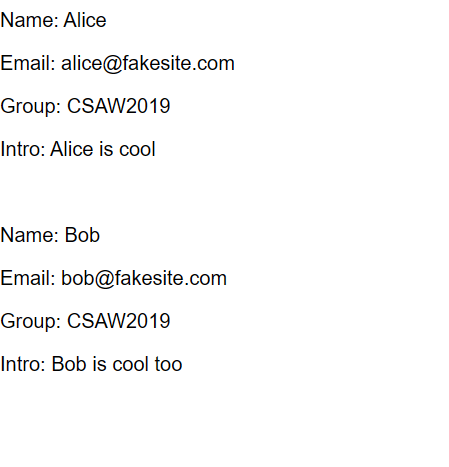 Name: Alice
Email: alice@fakesite.com
Group: CSAW2019
Intro: Alice is cool
Name: Bob
Email: bob@fakesite.com
Group: CSAW2019
Intro: Bob is cool too